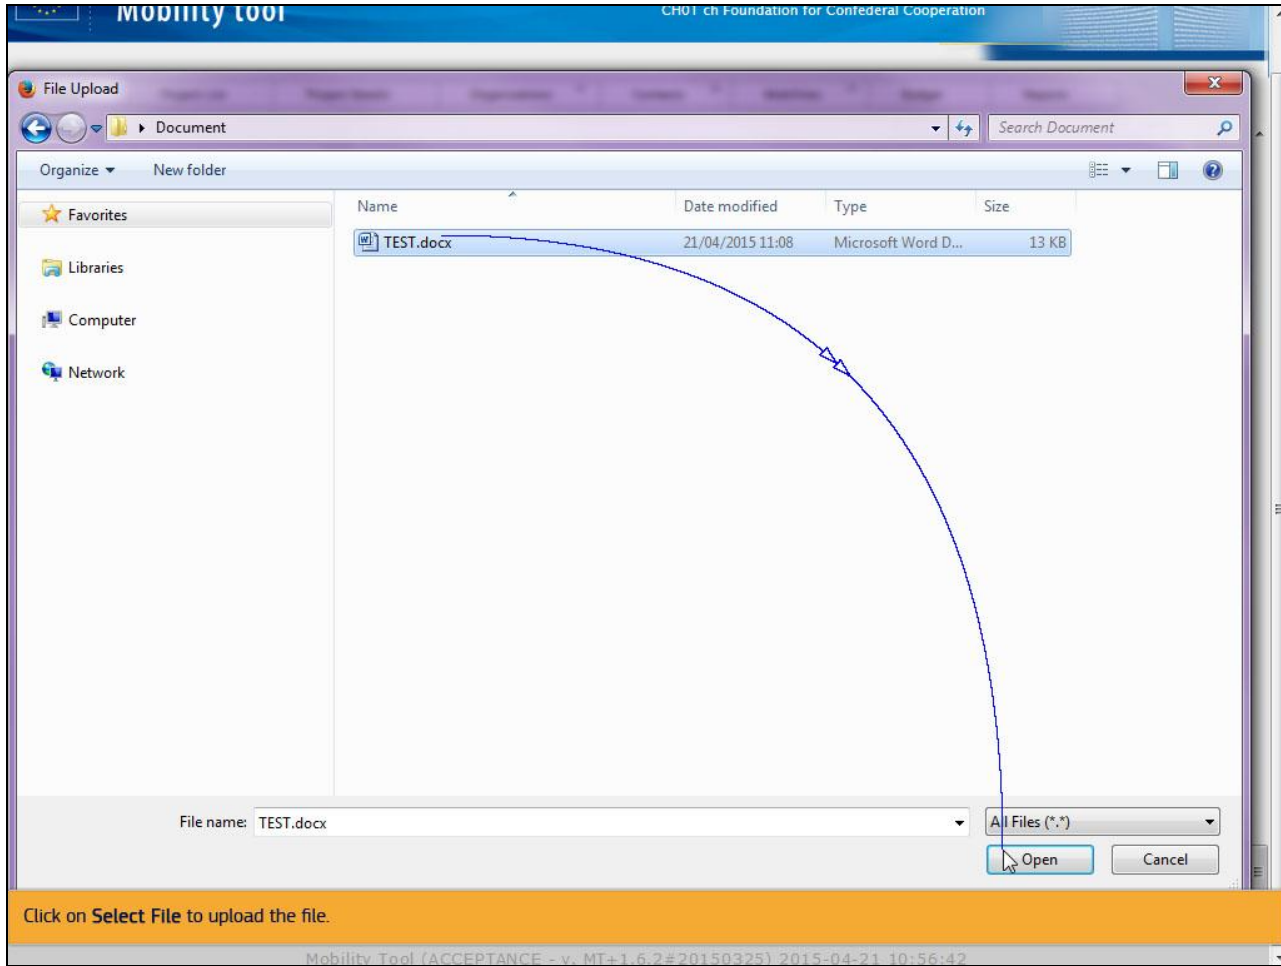 Mobility tool
CH01 ch Foundation for Confederal Cooperation
File Upload
Document
Search Document
Organize
New folder
Favorites
Libraries
Computer
Network
Name Date modified Type Size
TEST.docx 21/04/2015 11:08 Microsoft Word D... 13 KB
File name: TEST.docx
All Files (*.*)
Open Cancel
Click on Select File to upload the file.
Mobility Tool (ACCEPTANCE - v. MT+1.6.2#20150325) 2015-04-21 10:56:42